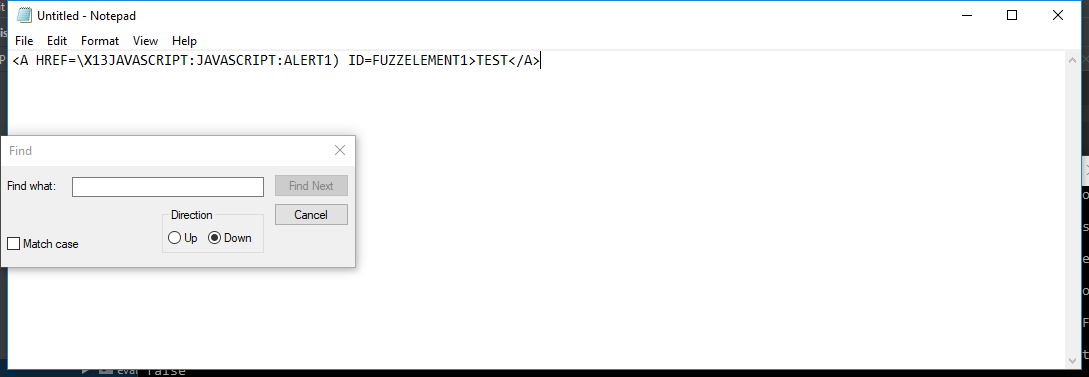 Untitled - Notepad
File Edit Format View Help
<A HREF=\X13JAVASCRIPT:JAVASCRIPT:ALERT1) ID=FUZZELEMENT1>TEST</A>
Find
Find what:
Find Next
Direction
Cancel
Up Down
Match case
false